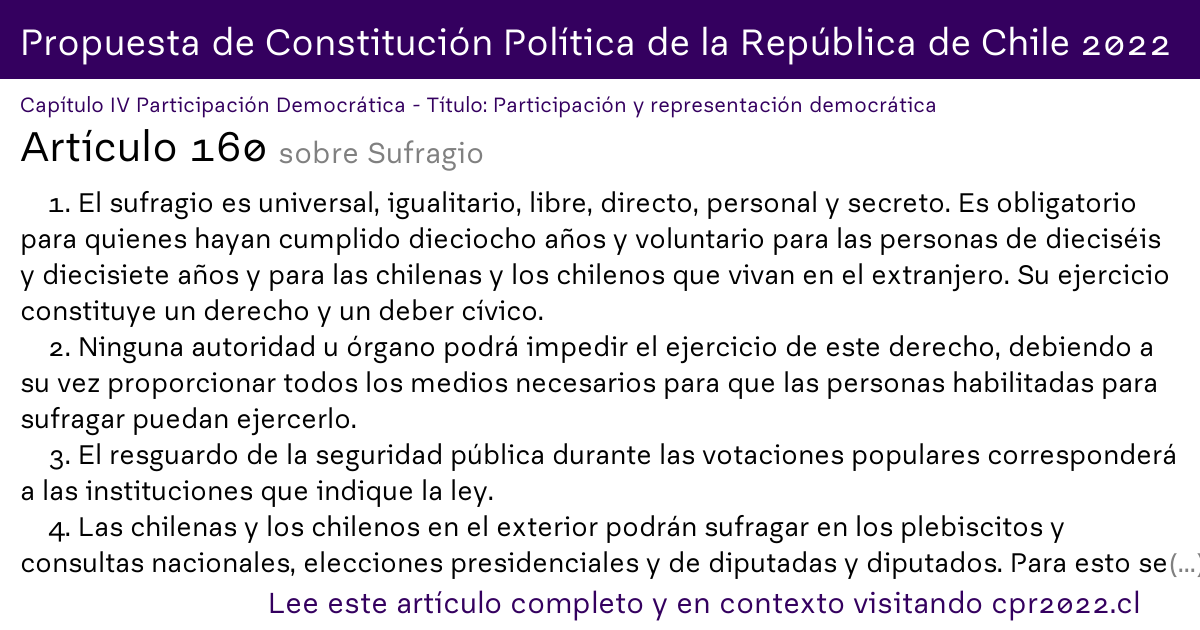 Propuesta de Constitución Política de la República de Chile 2022
Capítulo IV Participación Democrática - Título: Participación y representación democrática
Artículo 160 sobre Sufragio
1. El sufragio es universal, igualitario, libre, directo, personal y secreto. Es obligatorio
para quienes hayan cumplido dieciocho años y voluntario para las personas de dieciséis
y diecisiete años y para las chilenas y los chilenos que vivan en el extranjero. Su ejercicio
constituye un derecho y un deber cívico.
2. Ninguna autoridad u órgano podrá impedir el ejercicio de este derecho, debiendo a
su vez proporcionar todos los medios necesarios para que las personas habilitadas para
sufragar puedan ejercerlo.
3. El resguardo de la seguridad pública durante las votaciones populares corresponderá
a las instituciones que indique la ley.
4. Las chilenas y los chilenos en el exterior podrán sufragar en los plebiscitos y
consultas nacionales, elecciones presidenciales y de diputadas y diputados. Para esto se(...)
Lee este artículo completo y en contexto visitando cpr2022.cl